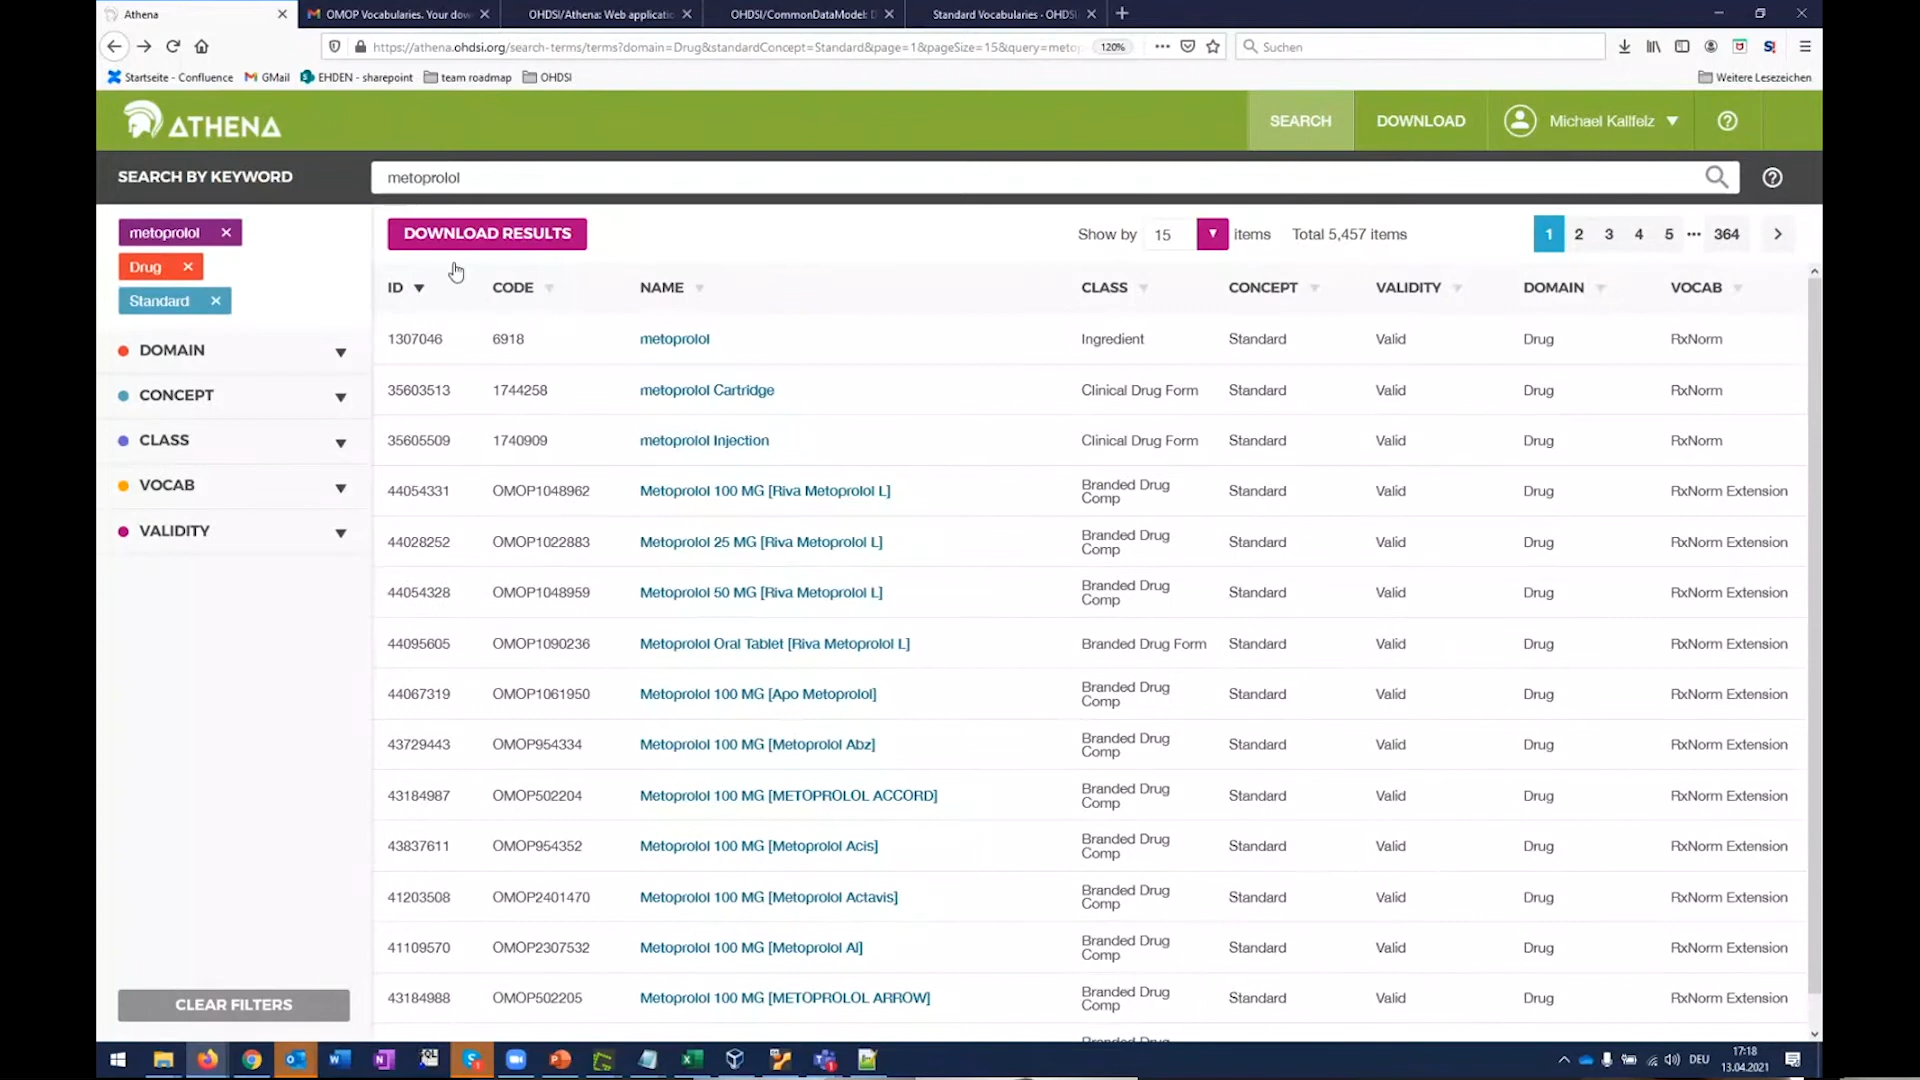 Athena
OMOP Vocabularies. Your dow
OHDSI/Athena: Web applicatio
OHDSI/CommonDataModel: D
Standard Vocabularies · OHDSI
https://athena.ohdsi.org/search-terms/terms?domain=Drug&standardConcept=Standard&page=1&pageSize=15&query=metop
120%
Suchen
Startseite - Confluence
GMail
EHDEN - sharepoint
team roadmap
OHDSI
Weitere Lesezeichen
ATHENA
SEARCH
DOWNLOAD
Michael Kallfelz
SEARCH BY KEYWORD
metoprolol
metoprolol
Drug
Standard
DOMAIN
CONCEPT
CLASS
VOCAB
VALIDITY
CLEAR FILTERS
DOWNLOAD RESULTS
Show by 15 items Total 5,457 items
1 2 3 4 5 ••• 364
ID CODE NAME CLASS CONCEPT VALIDITY DOMAIN VOCAB
1307046 6918 metoprolol Ingredient Standard Valid Drug RxNorm
35603513 1744258 metoprolol Cartridge Clinical Drug Form Standard Valid Drug RxNorm
35605509 1740909 metoprolol Injection Clinical Drug Form Standard Valid Drug RxNorm
44054331 OMOP1048962 Metoprolol 100 MG [Riva Metoprolol L] Branded Drug Comp Standard Valid Drug RxNorm Extension
44028252 OMOP1022883 Metoprolol 25 MG [Riva Metoprolol L] Branded Drug Comp Standard Valid Drug RxNorm Extension
44054328 OMOP1048959 Metoprolol 50 MG [Riva Metoprolol L] Branded Drug Comp Standard Valid Drug RxNorm Extension
44095605 OMOP1090236 Metoprolol Oral Tablet [Riva Metoprolol L] Branded Drug Form Standard Valid Drug RxNorm Extension
44067319 OMOP1061950 Metoprolol 100 MG [Apo Metoprolol] Branded Drug Comp Standard Valid Drug RxNorm Extension
43729443 OMOP954334 Metoprolol 100 MG [Metoprolol Abz] Branded Drug Comp Standard Valid Drug RxNorm Extension
43184987 OMOP502204 Metoprolol 100 MG [METOPROLOL ACCORD] Branded Drug Comp Standard Valid Drug RxNorm Extension
43837611 OMOP954352 Metoprolol 100 MG [Metoprolol Acis] Branded Drug Comp Standard Valid Drug RxNorm Extension
41203508 OMOP2401470 Metoprolol 100 MG [Metoprolol Actavis] Branded Drug Comp Standard Valid Drug RxNorm Extension
41109570 OMOP2307532 Metoprolol 100 MG [Metoprolol Al] Branded Drug Comp Standard Valid Drug RxNorm Extension
43184988 OMOP502205 Metoprolol 100 MG [METOPROLOL ARROW] Branded Drug Comp Standard Valid Drug RxNorm Extension
Branded Drug
DEU
17:18
13.04.2021